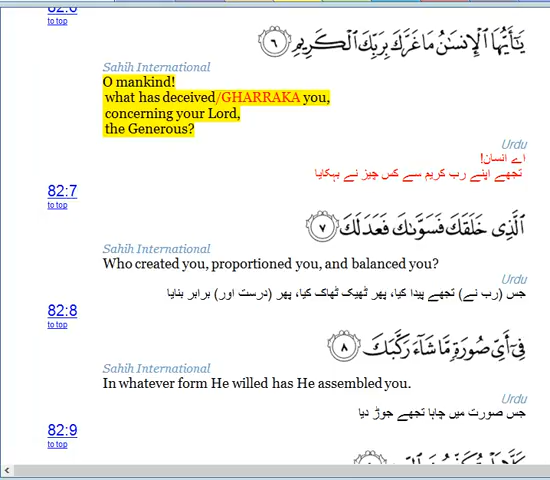 82:6
to top
يَٰٓأَيُّهَا ٱلْإِنسَٰنُ مَا غَرَّكَ بِرَبِّكَ ٱلْكَرِيمِ ٦
Sahih International
O mankind!
what has deceived/GHARRAKA you,
concerning your Lord,
the Generous?
Urdu
اے انسان!
تجھے اپنے رب کریم سے کس چیز نے بہکایا
82:7
to top
ٱلَّذِى خَلَقَكَ فَسَوَّىٰكَ فَعَدَلَكَ ٧
Sahih International
Who created you, proportioned you, and balanced you?
Urdu
جس (رب نے) تجھے پیدا کیا، پھر ٹھیک ٹھاک کیا، پھر (درست اور) برابر بنایا
82:8
to top
فِىٓ أَىِّ صُورَةٍ مَّا شَآءَ رَكَّبَكَ ٨
Sahih International
In whatever form He willed has He assembled you.
Urdu
جس صورت میں چاہا تجھے جوڑ دیا
82:9
to top